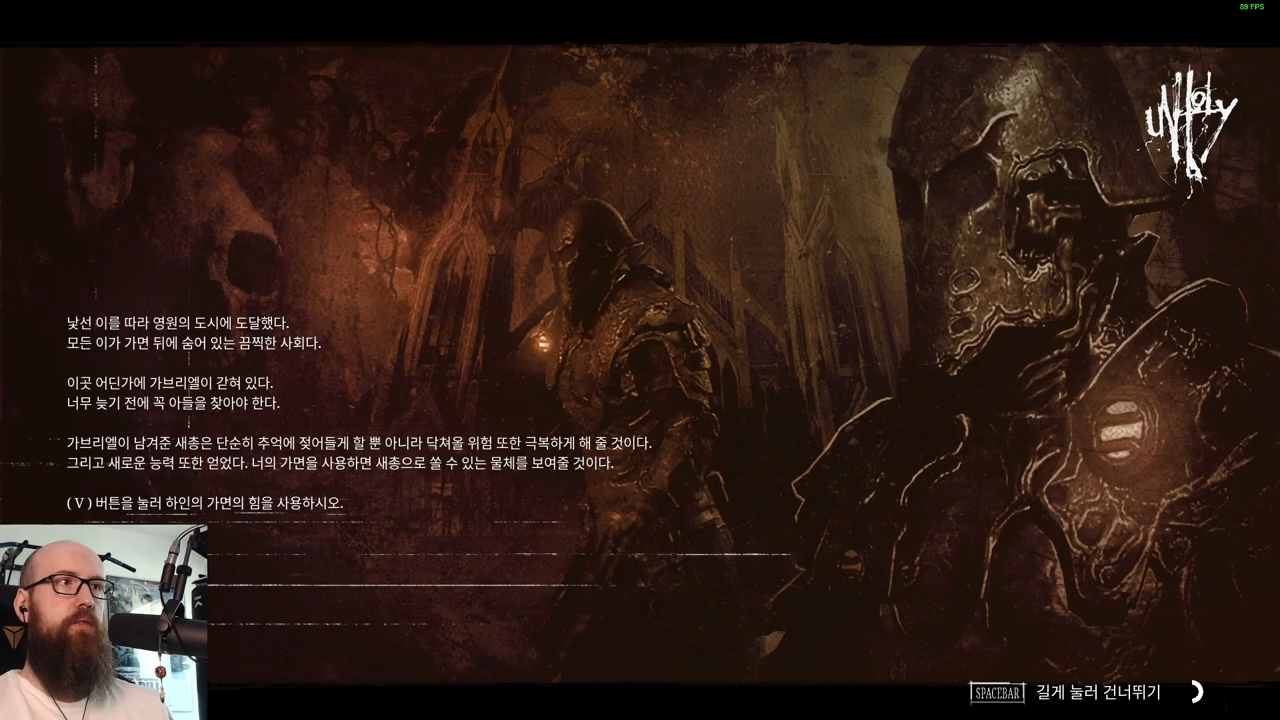 89 FPS
UNHOLY
낯선 이를 따라 영원의 도시에 도달했다.
모든 이가 가면 뒤에 숨어 있는 끔찍한 사회다.
이곳 어딘가에 가브리엘이 갇혀 있다.
너무 늦기 전에 꼭 아들을 찾아야 한다.
가브리엘이 남겨준 새총은 단순히 추억에 젖어들게 할 뿐 아니라 닥쳐올 위험 또한 극복하게 해 줄 것이다.
그리고 새로운 능력 또한 얻었다. 너의 가면을 사용하면 새총으로 쏠 수 있는 물체를 보여줄 것이다.
( V ) 버튼을 눌러 하인의 가면의 힘을 사용하시오.
SPACEBAR 길게 눌러 건너뛰기